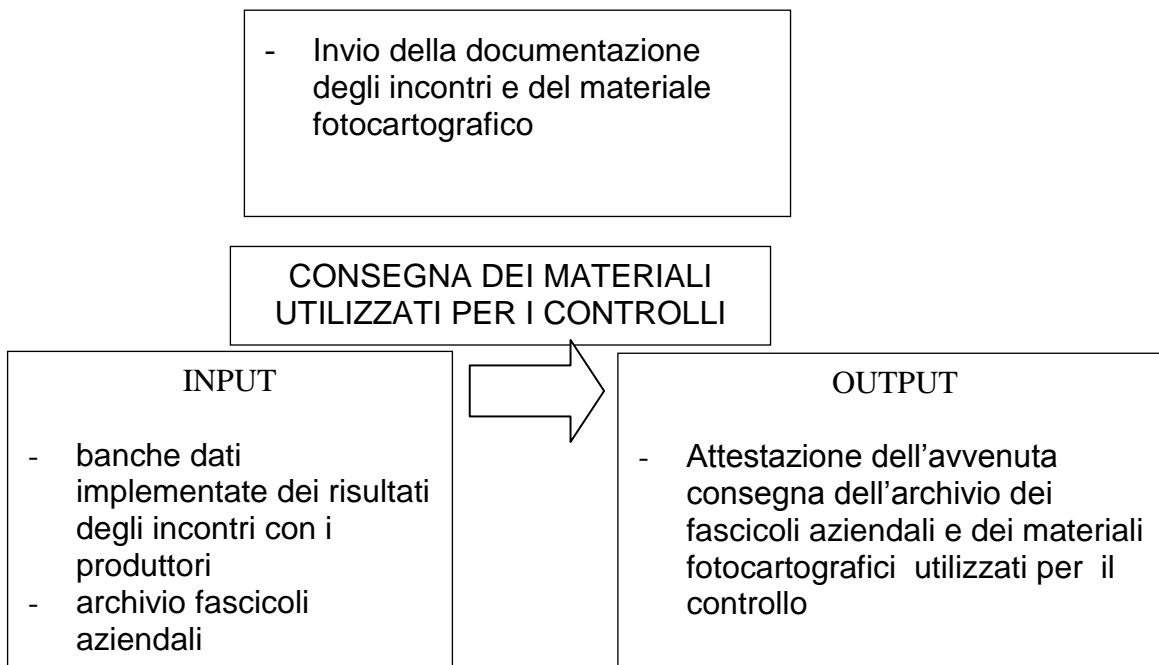 - Invio della documentazione
degli incontri e del materiale
fotocartografico
CONSEGNA DEI MATERIALI
UTILIZZATI PER I CONTROLLI
INPUT
- banche dati
implementate dei risultati
degli incontri con i
produttori
- archivio fascicoli
aziendali
OUTPUT
- Attestazione dell’avvenuta
consegna dell’archivio dei
fascicoli aziendali e dei materiali
fotocartografici utilizzati per il
controllo